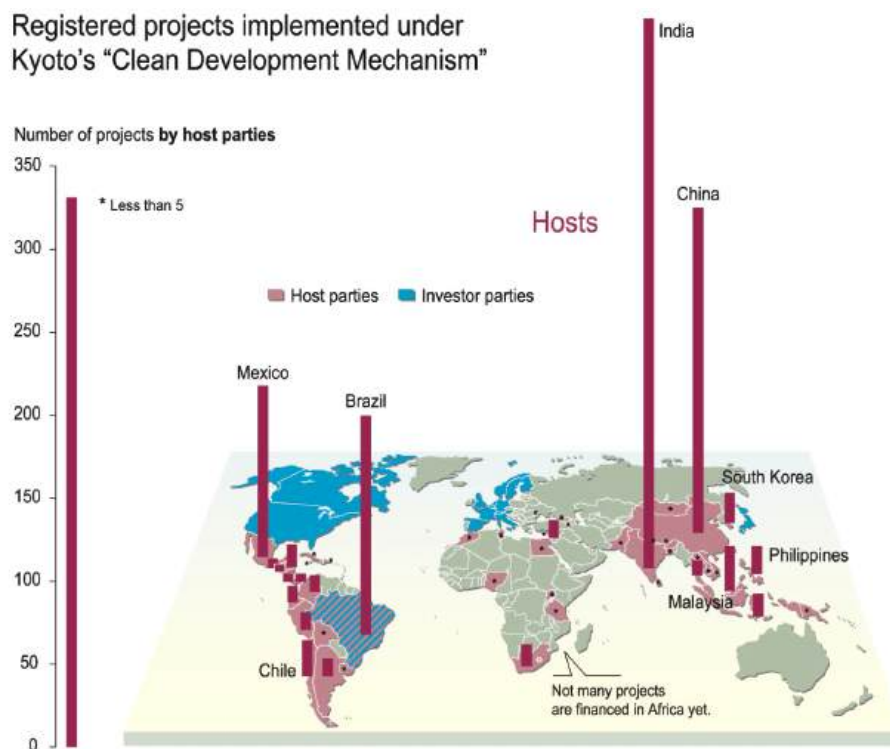 Registered projects implemented under
Kyoto's “Clean Development Mechanism”
Number of projects by host parties
350
* Less than 5
300
250
200
150
100
50
0
Hosts
Host parties
Investor parties
India
China
Mexico
Brazil
South Korea
Philippines
Malaysia
Chile
Not many projects
are financed in Africa yet.